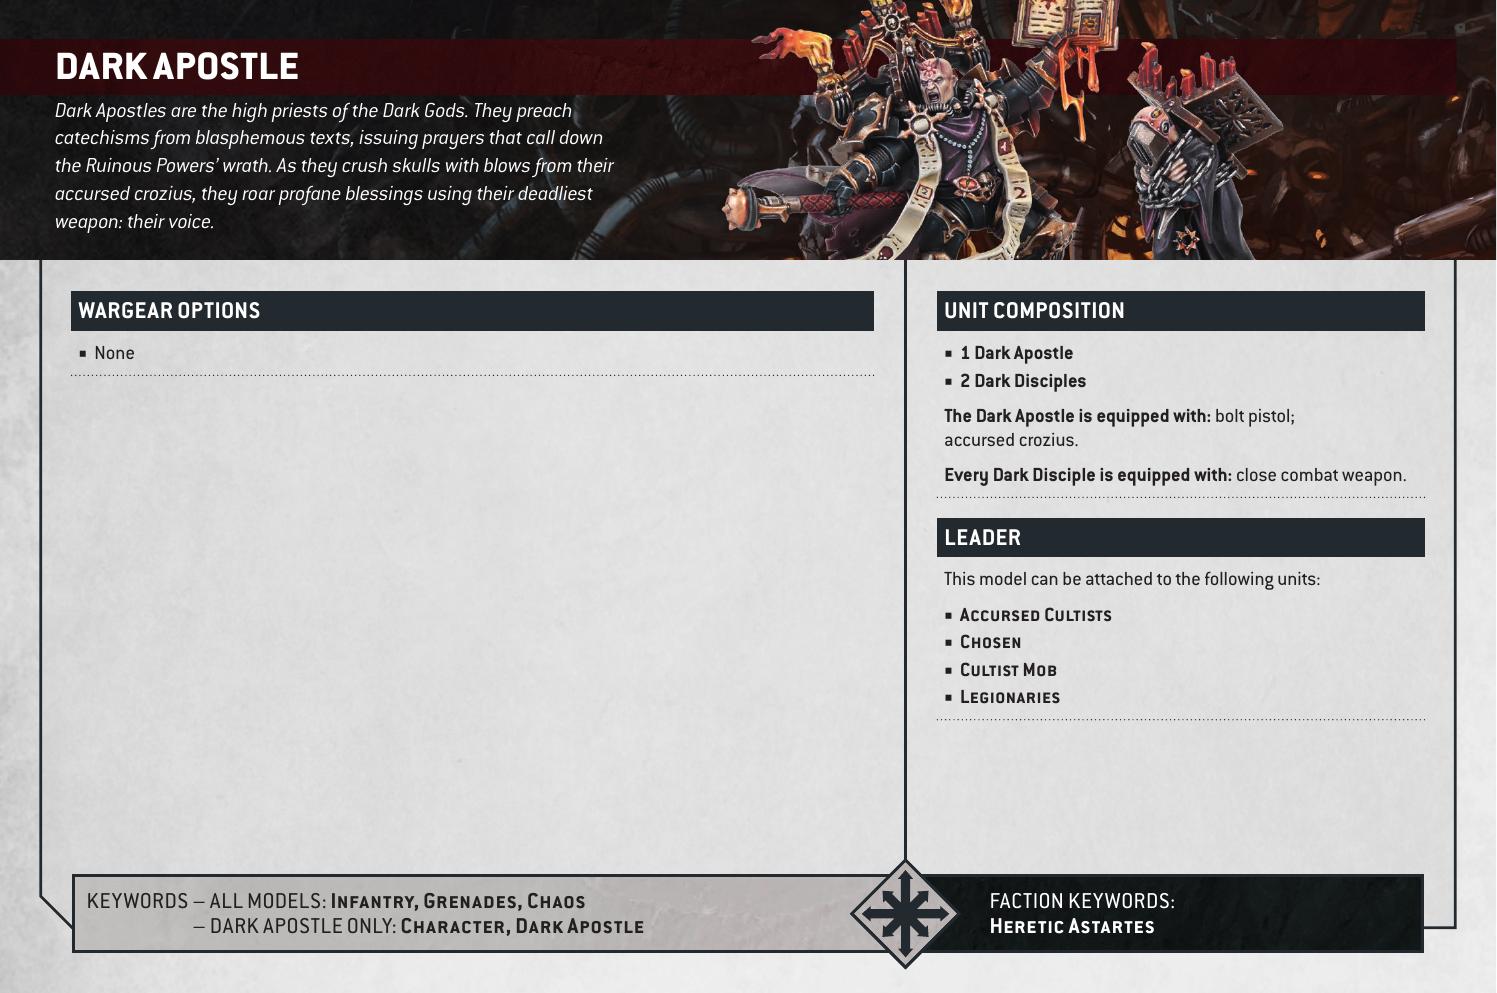 DARK APOSTLE
Dark Apostles are the high priests of the Dark Gods. They preach
catechisms from blasphemous texts, issuing prayers that call down
the Ruinous Powers’ wrath. As they crush skulls with blows from their
accursed crozius, they roar profane blessings using their deadliest
weapon: their voice.
WARGEAR OPTIONS
■ None
UNIT COMPOSITION
■ 1 Dark Apostle
■ 2 Dark Disciples
The Dark Apostle is equipped with: bolt pistol;
accursed crozius.
Every Dark Disciple is equipped with: close combat weapon.
LEADER
This model can be attached to the following units:
■ Accursed Cultists
■ Chosen
■ Cultist Mob
■ Legionaries
KEYWORDS – ALL MODELS: Infantry, Grenades, Chaos
– DARK APOSTLE ONLY: Character, Dark Apostle
FACTION KEYWORDS:
Heretic Astartes